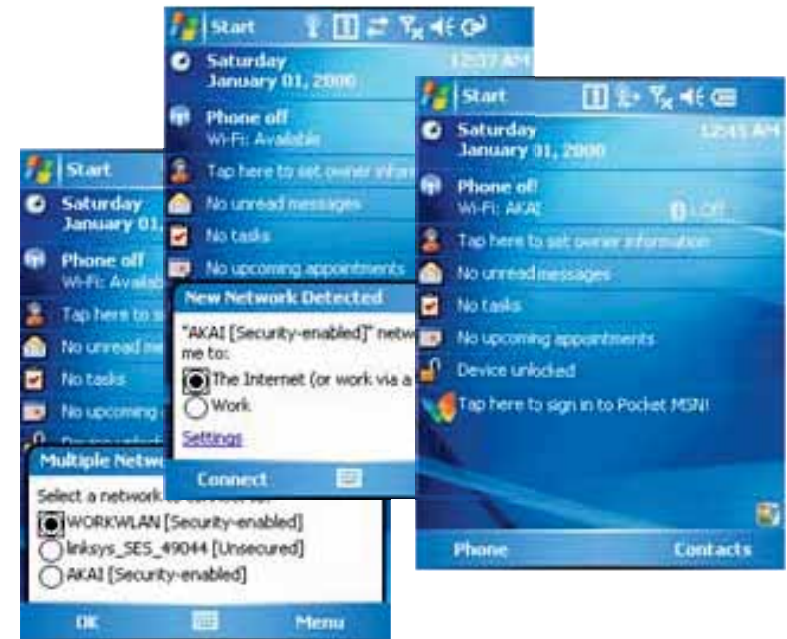 Start
Saturday
January 01,
Phone off
Wi-Fi: Availab
Tap here to s
No unread me
No tasks
No upcoming
Multiple Netw
Select a network
WORKWLAN [Security-enabled]
linksys_SES_49044 [Unsecured]
AKAI [Security-enabled]
OK
Menu
Start
Saturday
12:37 AM
January 01, 2000
Phone off
Wi-Fi: Available
Tap here to set owner inform
No unread messages
No tasks
No upcoming appointments
New Network Detected
"AKAI [Security-enabled]" netw
me to:
The Internet (or work via a
Work
Settings
Connect
Start
Saturday
12:45 AM
January 01, 2000
Phone off
Wi-Fi: AKAI
Off
Tap here to set owner information
No unread messages
No tasks
No upcoming appointments
Device unlocked
Tap here to sign in to Pocket MSN!
Phone
Contacts